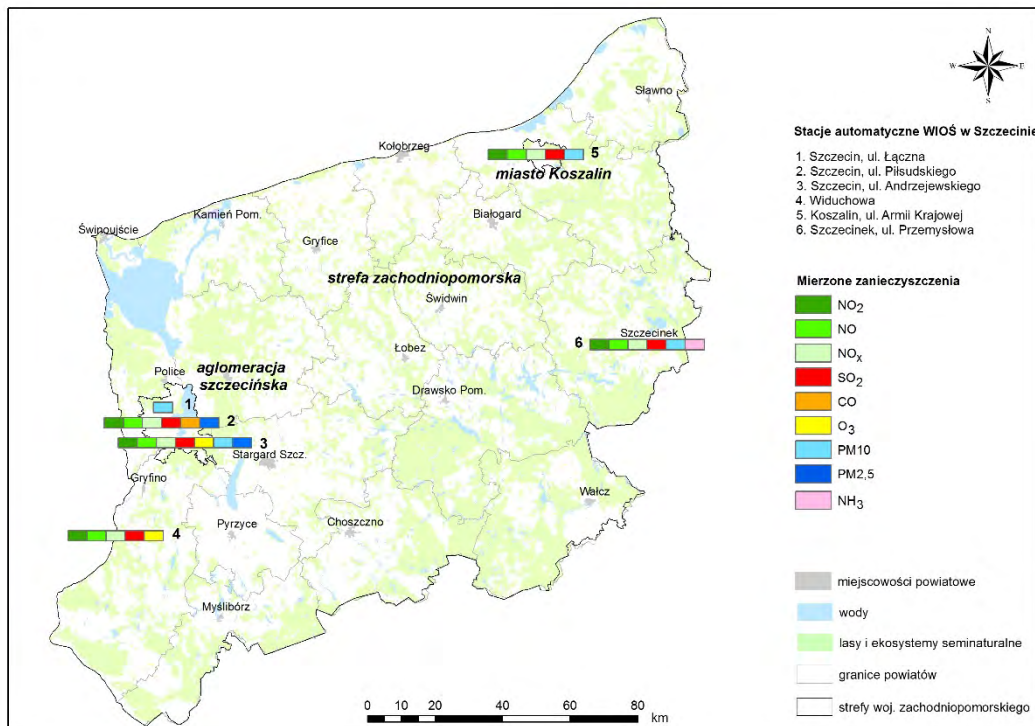 N
W E
S
Sławno
Kołobrzeg
5
miasto Koszalin
Kamień Pom.
Białogard
Świnoujście
Gryfice
strefa zachodniopomorska
Świdwin
Szczecinek
6
Łobez
aglomeracja
szczecińska
Police
Drawsko Pom.
1
2
3
Stargard Szcz.
Gryfino
Wałcz
4
Pyrzyce
Choszczno
Myślibórz
0 20 40 60 80
km
Stacje automatyczne WIOŚ w Szczecinie
1. Szczecin, ul. Łączna
2. Szczecin, ul. Piłsudskiego
3. Szczecin, ul. Andrzejewskiego
4. Widuchowa
5. Koszalin, ul. Armii Krajowej
6. Szczecinek, ul. Przemysłowa
Mierzone zanieczyszczenia
NO2
NO
NOx
SO2
CO
O3
PM10
PM2,5
NH3
miejscowości powiatowe
wody
lasy i ekosystemy seminaturalne
granice powiatów
strefy woj. zachodniopomorskiego